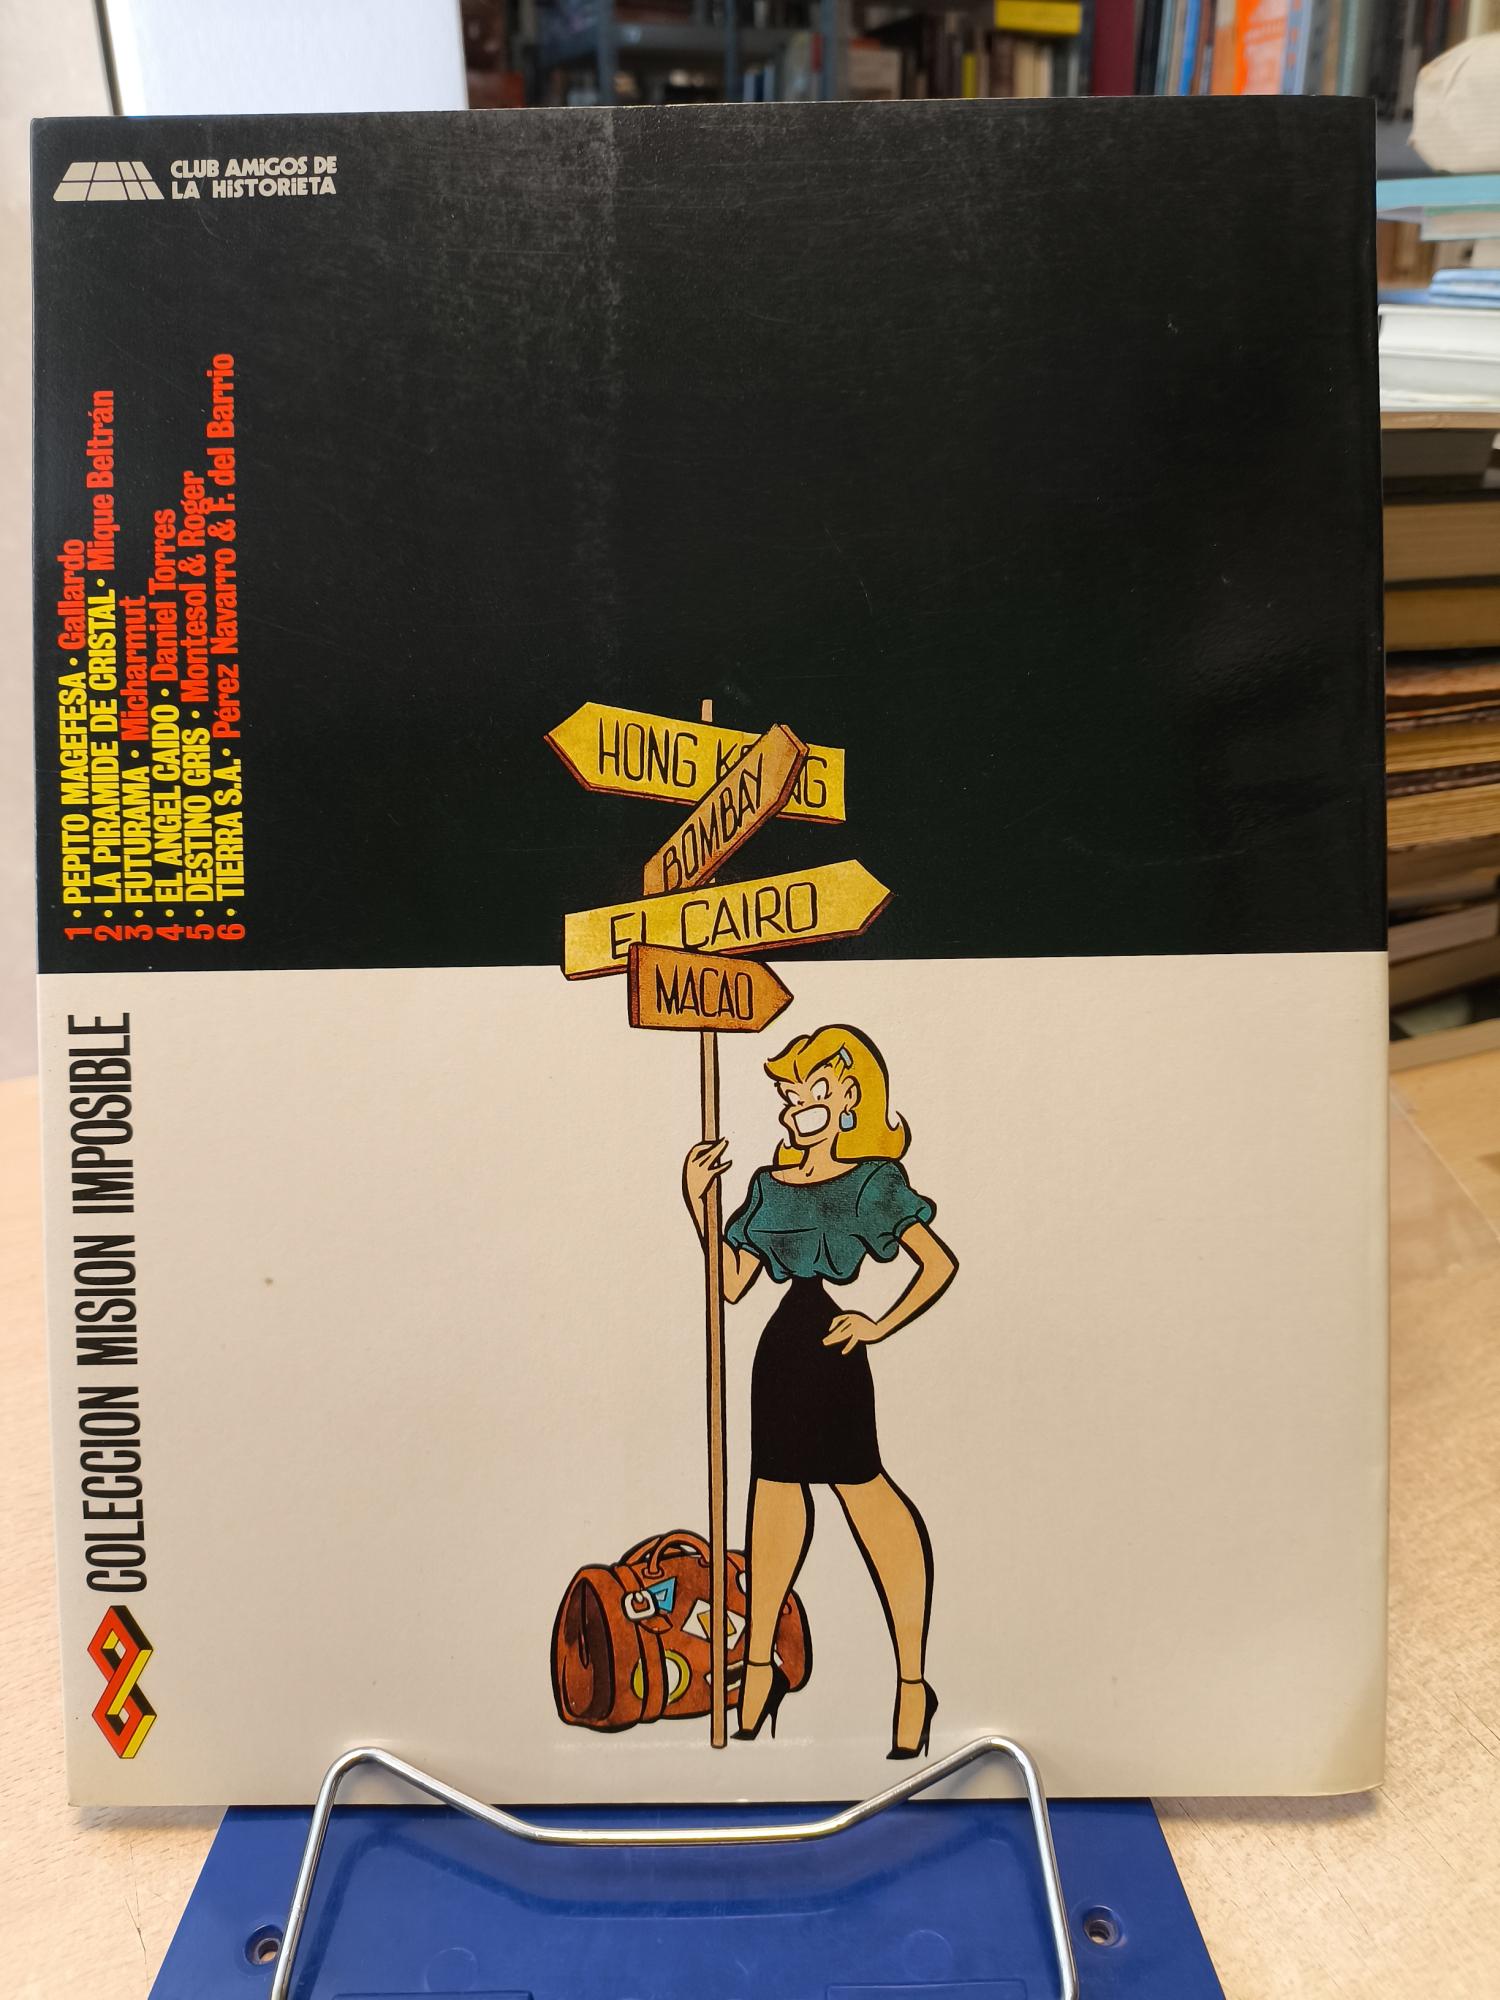 CLUB AMiGOS DE
LA HiSTORiETA
1 · PEPITO MAGEFESA · Gallardo
2 · LA PIRAMIDE DE CRISTAL · Mique Beltrán
3 · FUTURAMA · Micharmut
4 · EL ANGEL CAIDO · Daniel Torres
5 · DESTINO GRIS · Montesol & Roger
6 · TIERRA S.A. · Pérez Navarro & F. del Barrio
COLECCION MISION IMPOSIBLE
HONG KONG
BOMBAY
EL CAIRO
MACAO